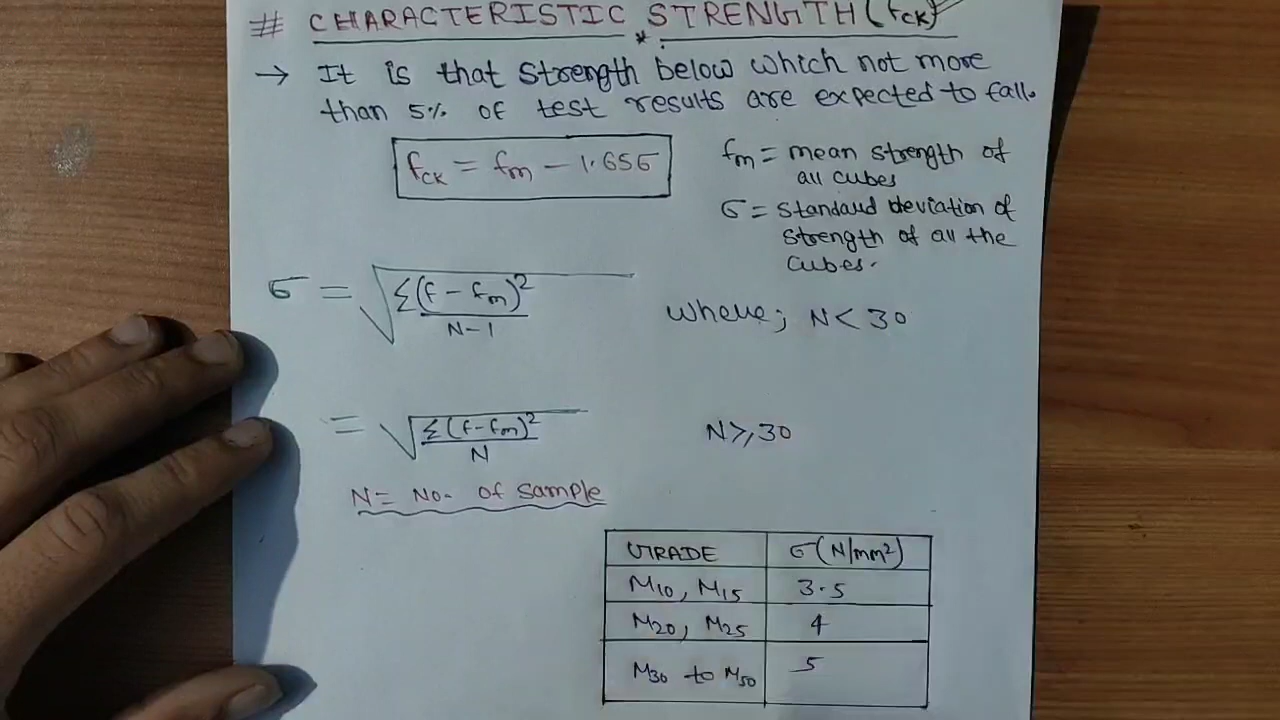 # CHARACTERISTIC STRENGTH (fck)
→ It is that strength below which not more
than 5% of test results are expected to fall.
fck = fm - 1.65σ
fm = mean strength of
all cubes
σ = standard deviation of
strength of all the
cubes.
σ = √(Σ(f - fm)²/N-1) where; N < 30
= √(Σ(f-fm)²/N) N ≥ 30
N = No. of sample
GRADE σ (N/mm²)
M10, M15 3.5
M20, M25 4
M30 to M50 5